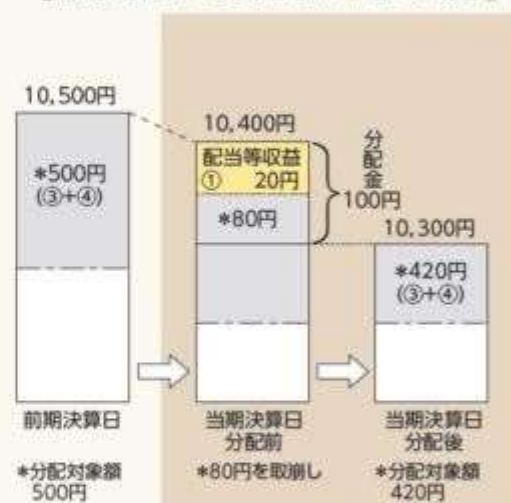 10,500円
*500円
(③+④)
前期決算日
*分配対象額
500円
10,400円
配当等収益
① 20円
*80円
分配金
100円
当期決算日
分配前
*80円を取崩し
10,300円
*420円
(③+④)
当期決算日
分配後
*分配対象額
420円